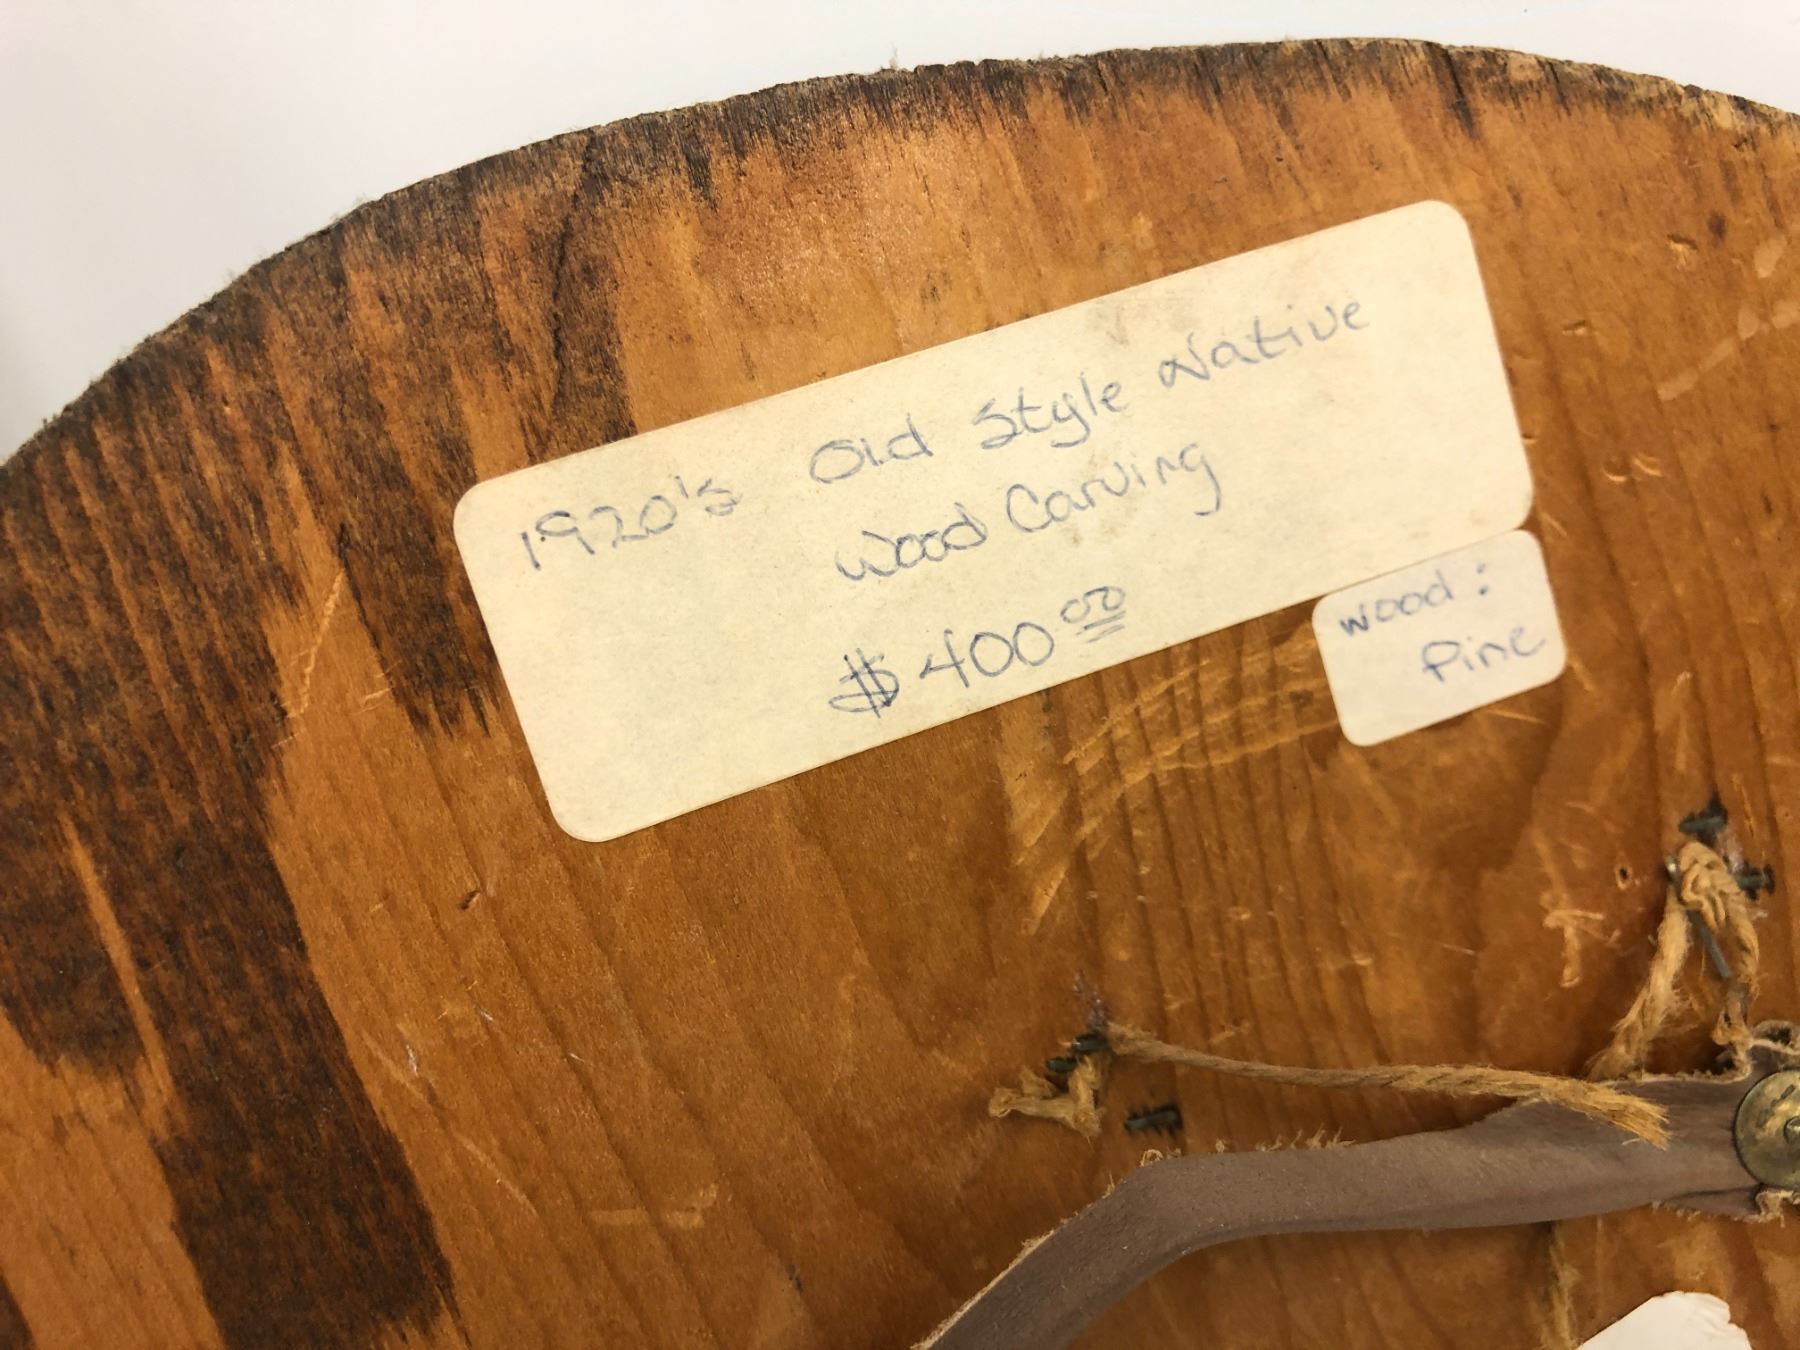 1920's Old Style Native
Wood Carving
$400.00
Wood:
Pine